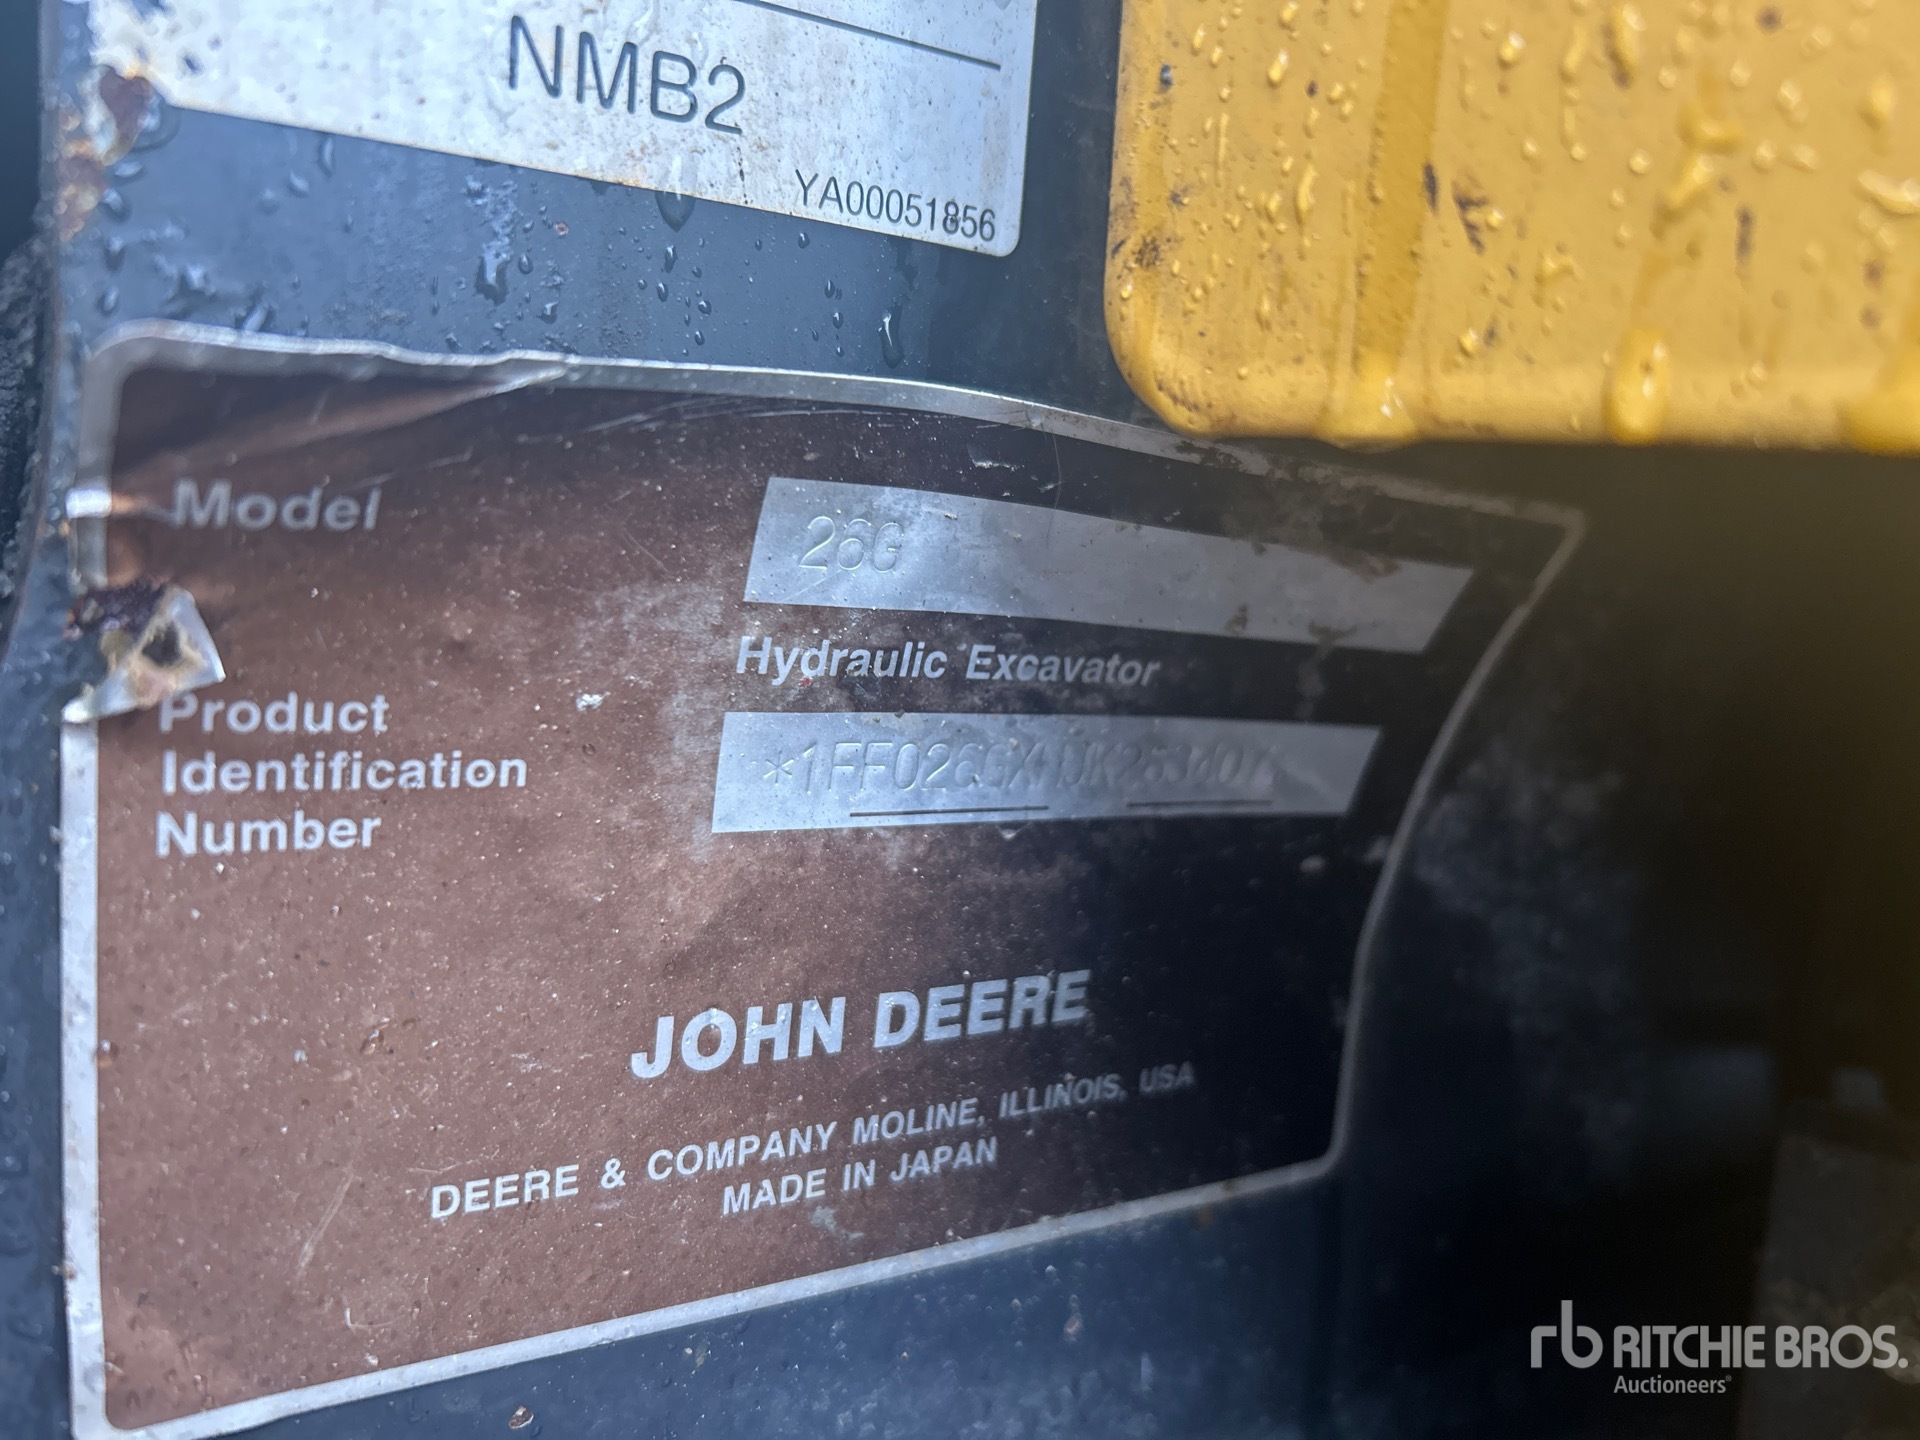 NMB2
YA00051856
Model
26G
Hydraulic Excavator
Product
Identification
Number
JOHN DEERE
DEERE & COMPANY MOLINE, ILLINOIS, USA
MADE IN JAPAN
rb RITCHIE BROS.
Auctioneers